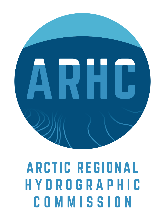 ARHC
ARCTIC REGIONAL
HYDROGRAPHIC
COMMISSION